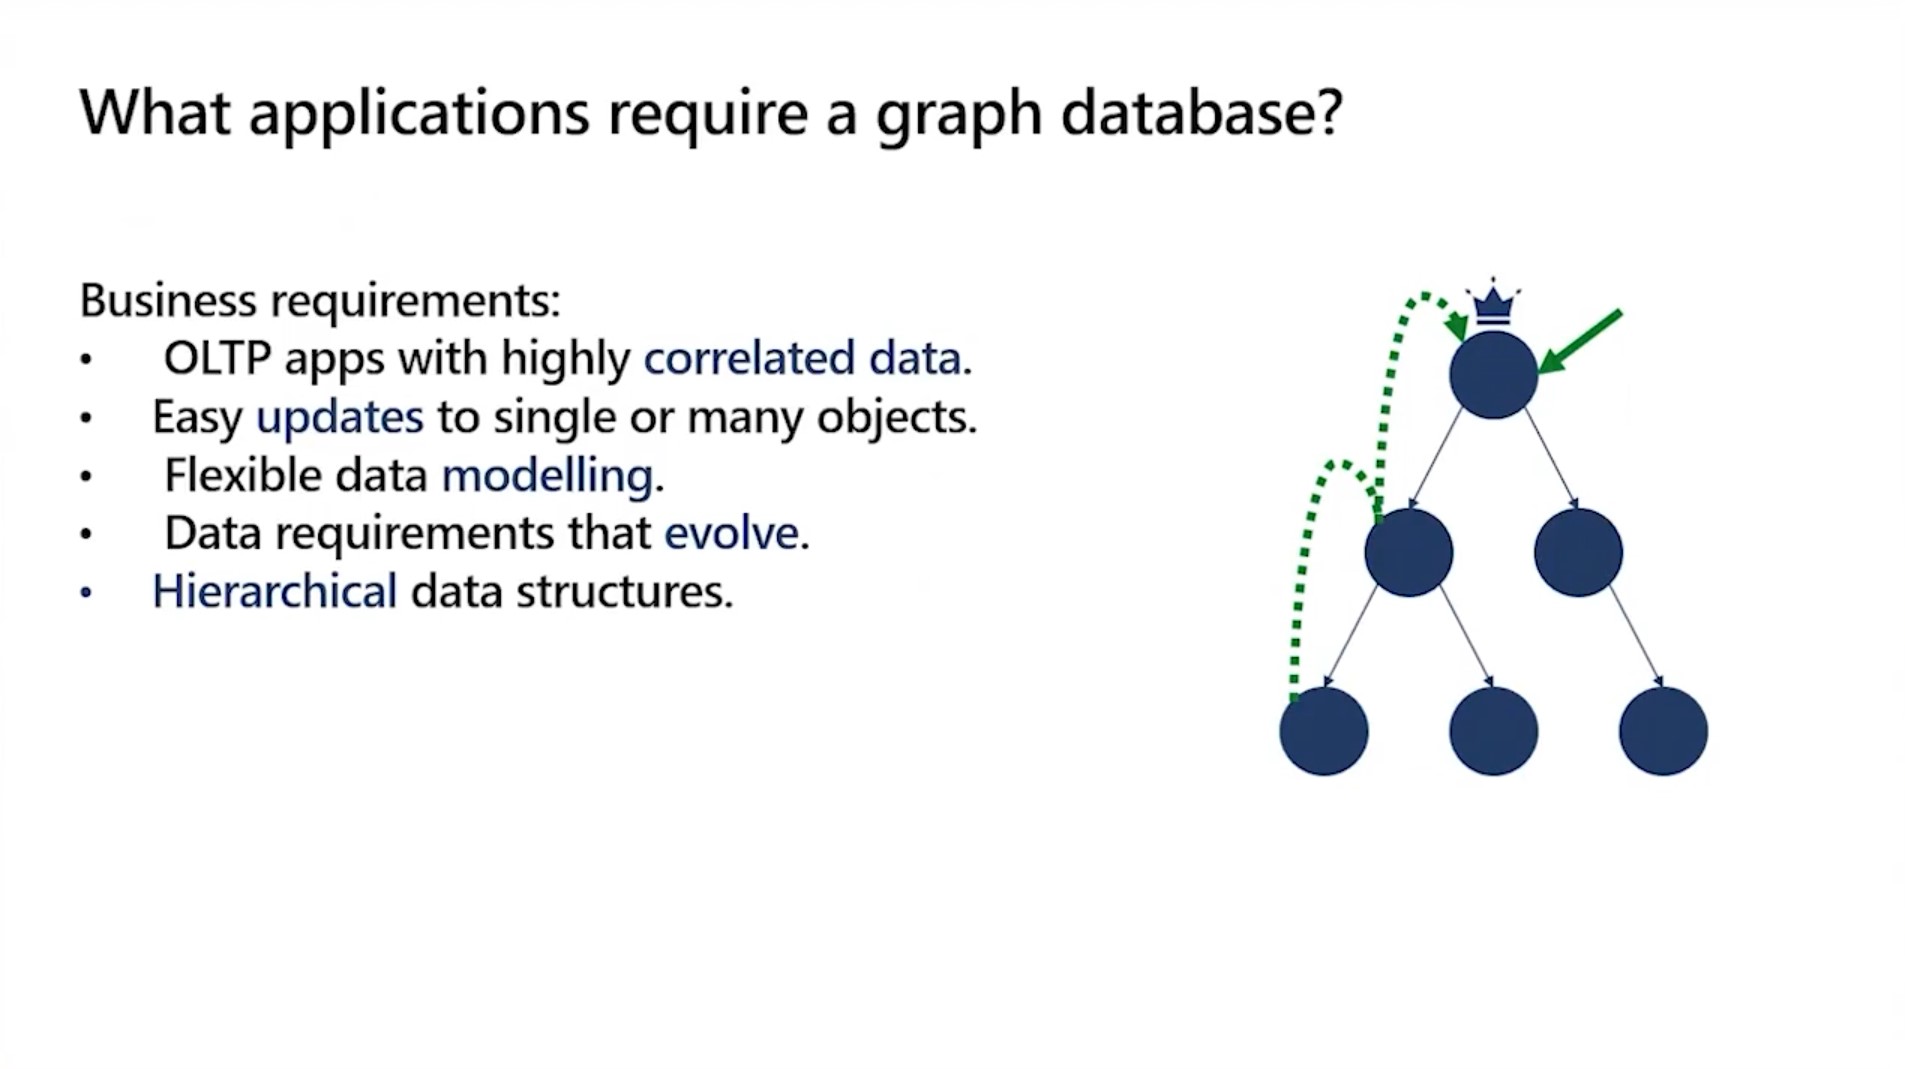 What applications require a graph database?
Business requirements:
• OLTP apps with highly correlated data.
• Easy updates to single or many objects.
• Flexible data modelling.
• Data requirements that evolve.
• Hierarchical data structures.